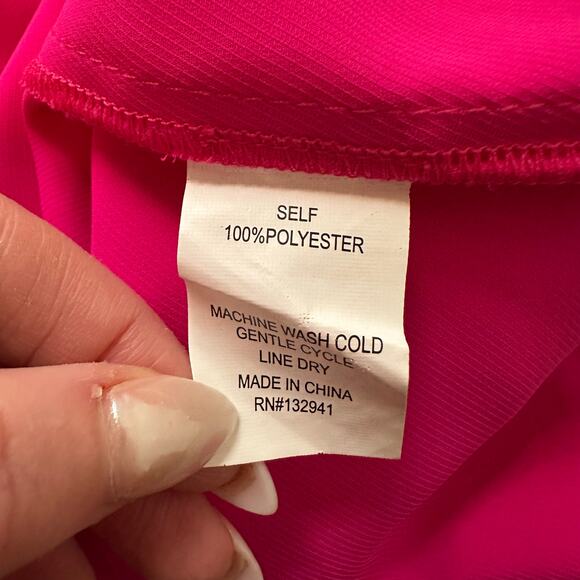 SELF
100%POLYESTER
MACHINE WASH COLD
GENTLE CYCLE
LINE DRY
MADE IN CHINA
RN#132941